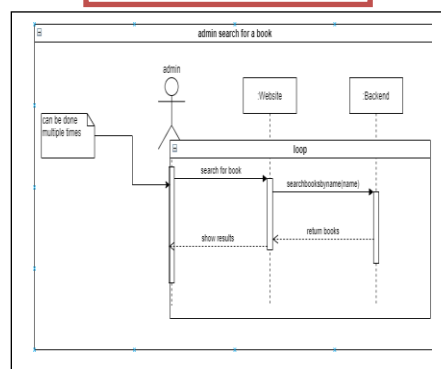 admin search for a book
admin
:Website
:Backend
can be done
multiple times
loop
search for book
searchbooksbyname(name)
return books
show results